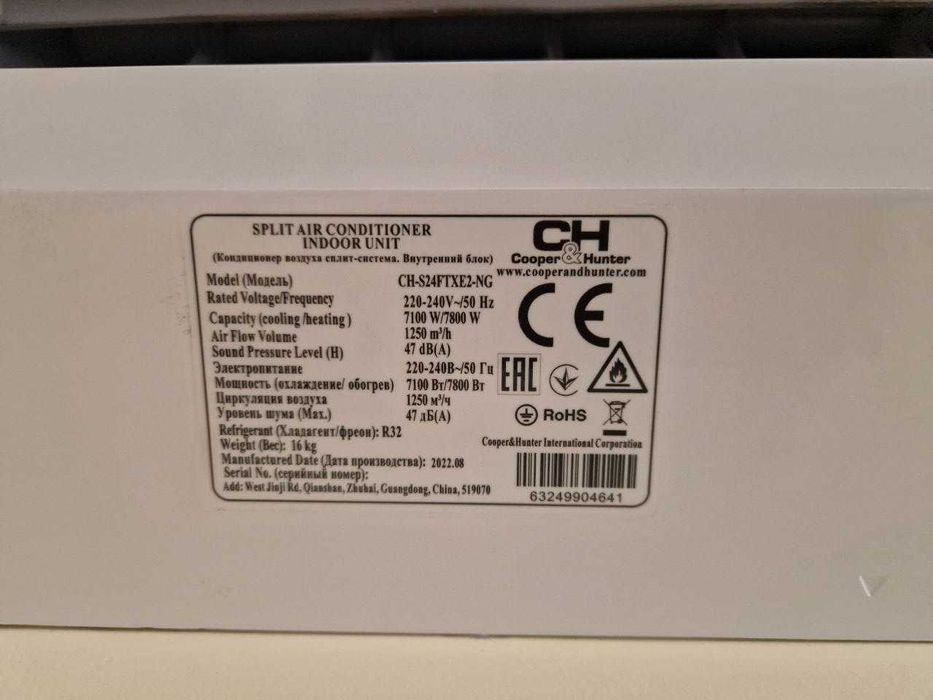 SPLIT AIR CONDITIONER
INDOOR UNIT
(Кондиционер воздуха сплит-система. Внутренний блок)
Model (Модель) CH-S24FTXE2-NG
Rated Voltage/Frequency 220-240V~/50 Hz
Capacity (cooling /heating ) 7100 W/7800 W
Air Flow Volume 1250 m³/h
Sound Pressure Level (H) 47 dB(A)
Электропитание 220-240В~/50 Гц
Мощность (охлаждение/ обогрев) 7100 Вт/7800 Вт
Циркуляция воздуха 1250 м³/ч
Уровень шума (Max.) 47 дБ(A)
Refrigerant (Хладагент/фреон): R32
Weight (Вес): 16 kg
Manufactured Date (Дата производства): 2022.08
Serial No. (серийный номер):
Add: West Jinji Rd, Qianshan, Zhuhai, Guangdong, China, 519070
CH
Cooper&Hunter
www.cooperandhunter.com
CE
EAC
RoHS
Cooper&Hunter International Corporation
63249904641